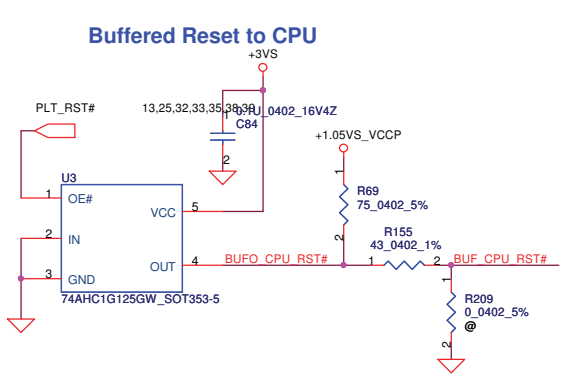 Buffered Reset to CPU
+3VS
PLT_RST#
13,25,32,33,35,38,39
0.1U_0402_16V4Z
C84
1
2
+1.05VS_VCCP
U3
1
OE#
R69
75_0402_5%
1
2
2
IN
VCC
5
R155
43_0402_1%
3
GND
OUT
4
BUFO_CPU_RST#
1
2
BUF_CPU_RST#
74AHC1G125GW_SOT353-5
1
R209
0_0402_5%
@
2